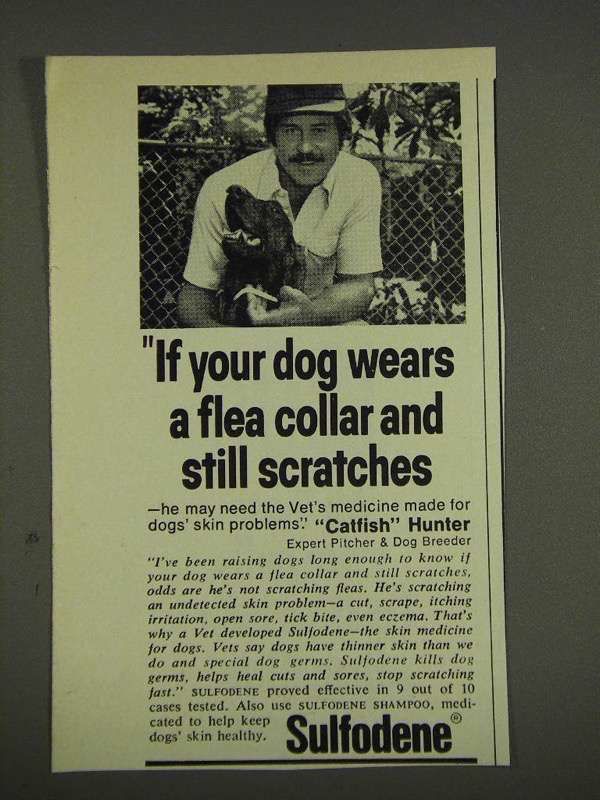 "If your dog wears
a flea collar and
still scratches
—he may need the Vet's medicine made for
dogs' skin problems." "Catfish" Hunter
Expert Pitcher & Dog Breeder
"I've been raising dogs long enough to know if
your dog wears a flea collar and still scratches,
odds are he's not scratching fleas. He's scratching
an undetected skin problem—a cut, scrape, itching
irritation, open sore, tick bite, even eczema. That's
why a Vet developed Sulfodene—the skin medicine
for dogs. Vets say dogs have thinner skin than we
do and special dog germs. Sulfodene kills dog
germs, helps heal cuts and sores, stop scratching
fast." SULFODENE proved effective in 9 out of 10
cases tested. Also use SULFODENE SHAMPOO, medi-
cated to help keep
dogs' skin healthy.
Sulfodene®